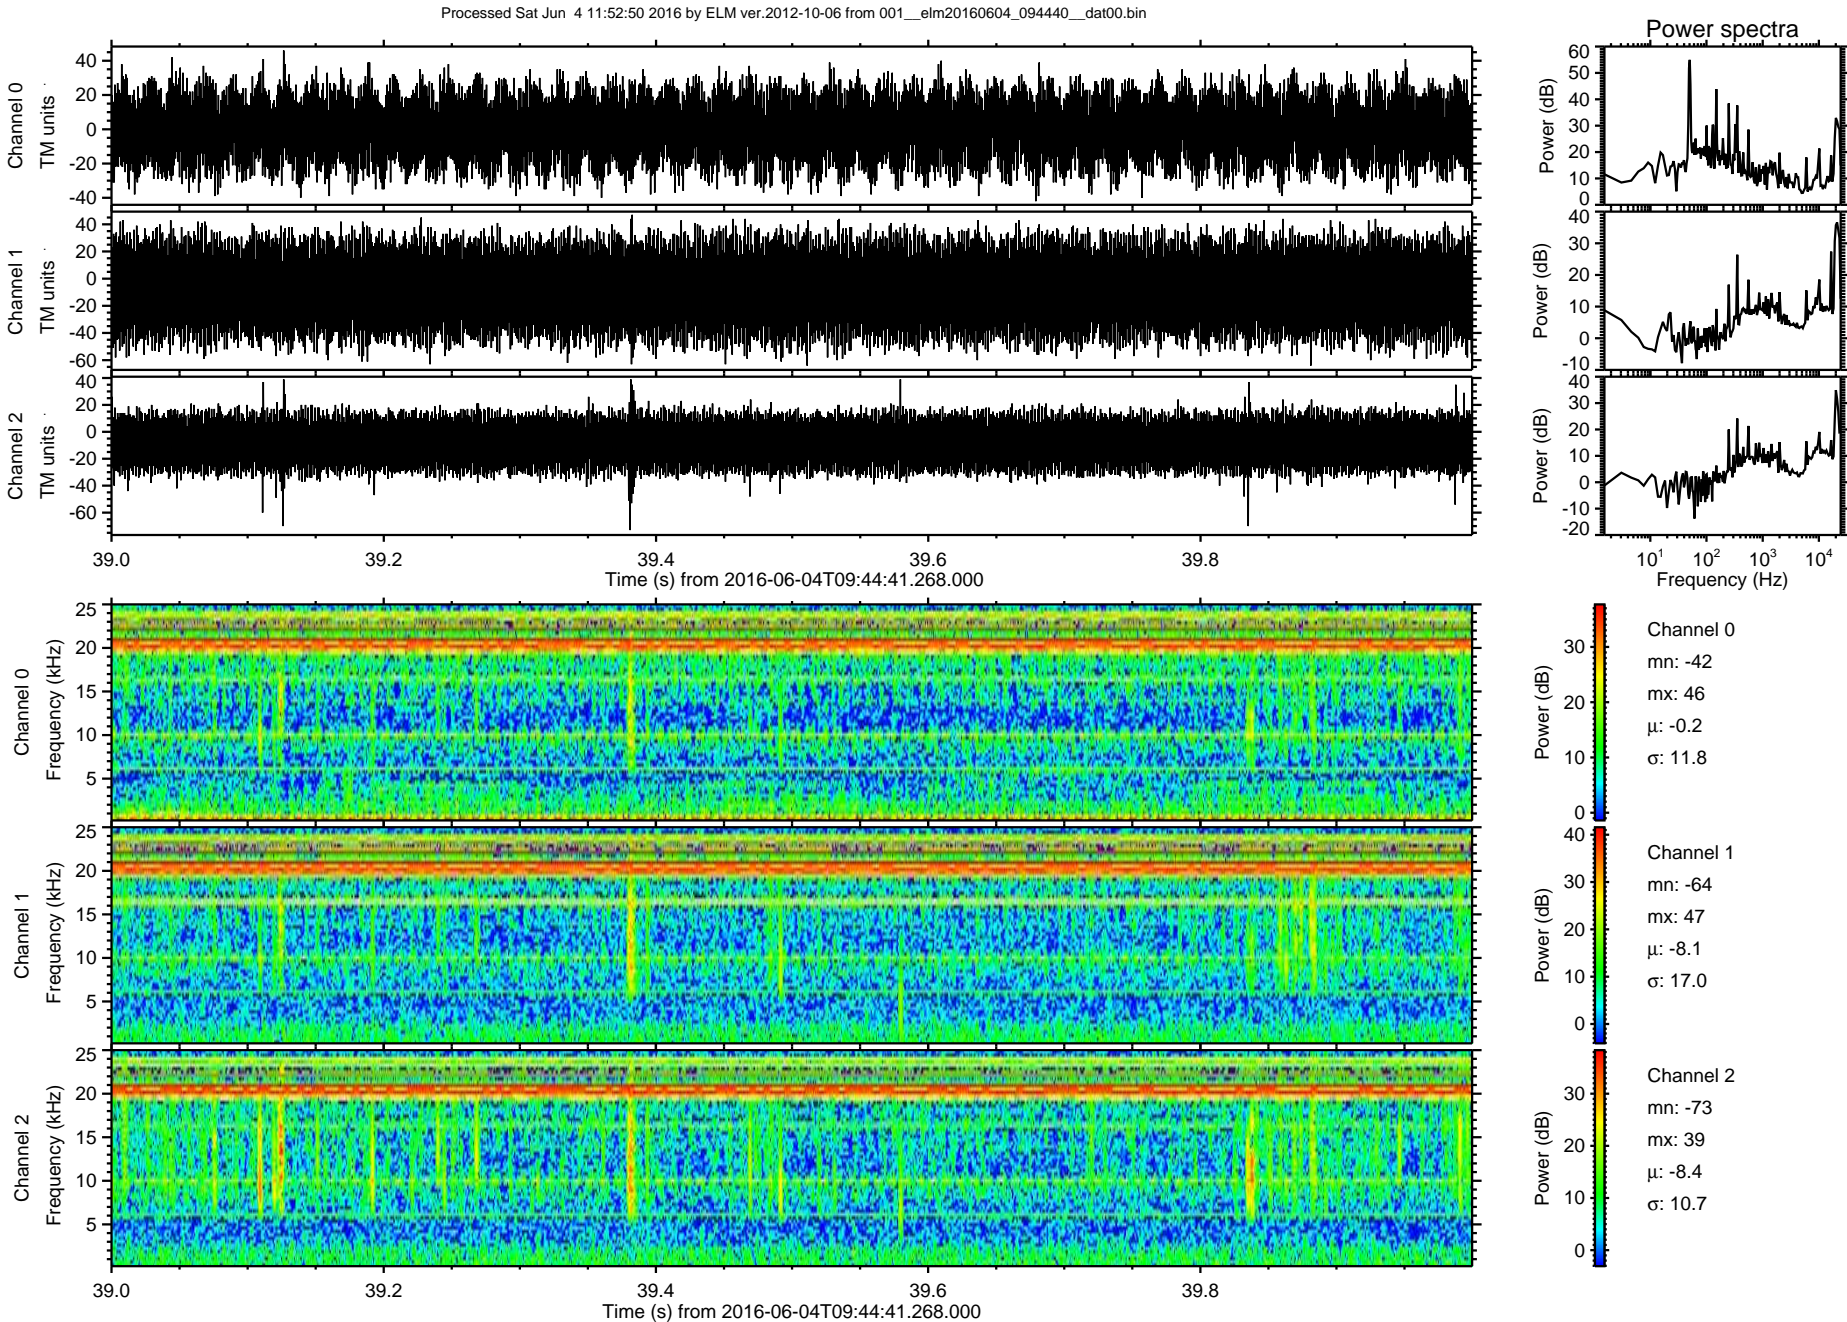 Processed Sat Jun  4 11:52:50 2016 by ELM ver.2012-10-06 from 001__elm20160604_094440__dat00.bin
Power spectra
Channel 0
TM units
40
20
0
-20
-40
Power (dB)
60
50
40
30
20
10
0
Channel 1
TM units
40
20
0
-20
-40
-60
Power (dB)
40
30
20
10
0
-10
Channel 2
TM units
40
20
0
-20
-40
-60
Power (dB)
40
30
20
10
0
-10
-20
39.0 39.2 39.4 39.6 39.8
Time (s) from 2016-06-04T09:44:41.268.000
10^1 10^2 10^3 10^4
Frequency (Hz)
Channel 0
Frequency (kHz)
25
20
15
10
5
Power (dB)
30
20
10
0
Channel 0
mn: -42
mx: 46
μ: -0.2
σ: 11.8
Channel 1
Frequency (kHz)
25
20
15
10
5
Power (dB)
40
30
20
10
0
Channel 1
mn: -64
mx: 47
μ: -8.1
σ: 17.0
Channel 2
Frequency (kHz)
25
20
15
10
5
Power (dB)
30
20
10
0
Channel 2
mn: -73
mx: 39
μ: -8.4
σ: 10.7
39.0 39.2 39.4 39.6 39.8
Time (s) from 2016-06-04T09:44:41.268.000